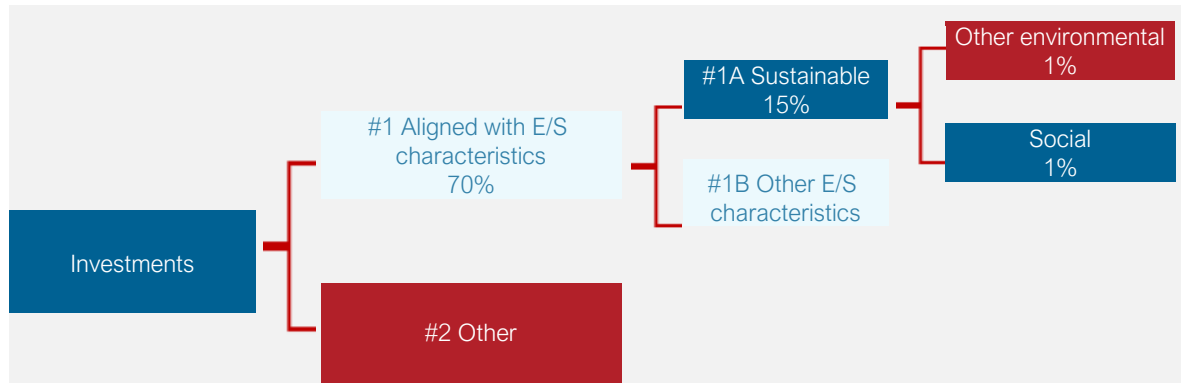 Investments
#1 Aligned with E/S
characteristics
70%
#2 Other
#1A Sustainable
15%
#1B Other E/S
characteristics
Other environmental
1%
Social
1%